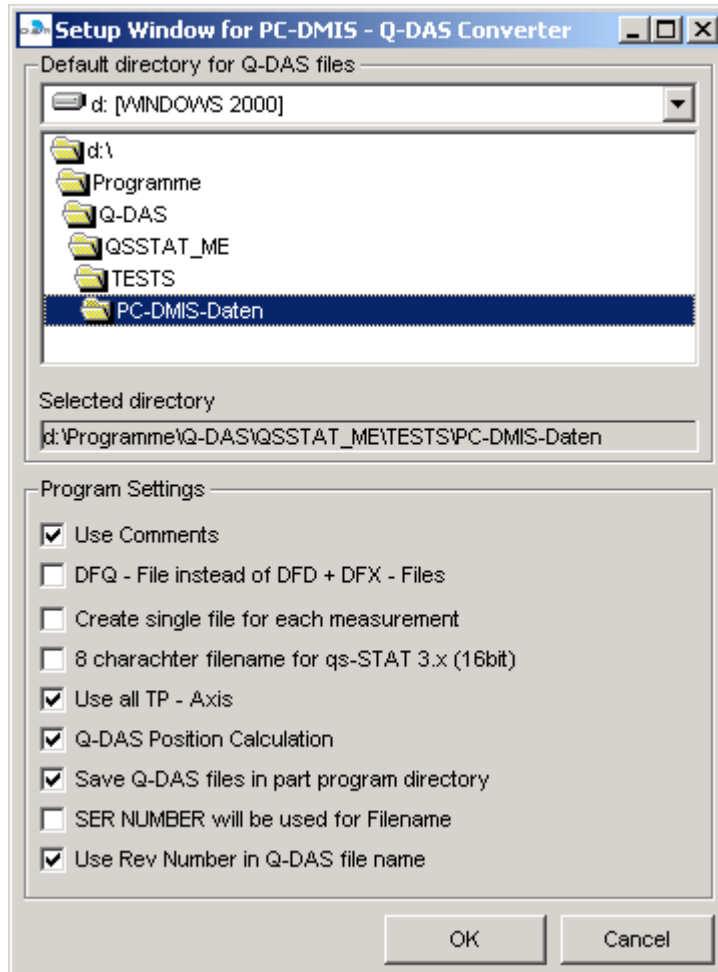 Setup Window for PC-DMIS - Q-DAS Converter
Default directory for Q-DAS files
d: [WINDOWS 2000]
d:\
Programme
Q-DAS
QSSTAT_ME
TESTS
PC-DMIS-Daten
Selected directory
d:\Programme\Q-DAS\QSSTAT_ME\TESTS\PC-DMIS-Daten
Program Settings
Use Comments
DFQ - File instead of DFD + DFX - Files
Create single file for each measurement
8 charachter filename for qs-STAT 3.x (16bit)
Use all TP - Axis
Q-DAS Position Calculation
Save Q-DAS files in part program directory
SER NUMBER will be used for Filename
Use Rev Number in Q-DAS file name
OK Cancel